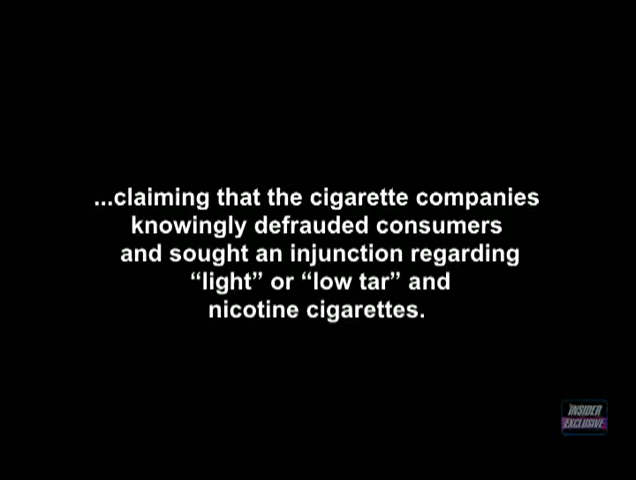 ...claiming that the cigarette companies
knowingly defrauded consumers
and sought an injunction regarding
“light” or “low tar” and
nicotine cigarettes.
INSIDER
EXCLUSIVE